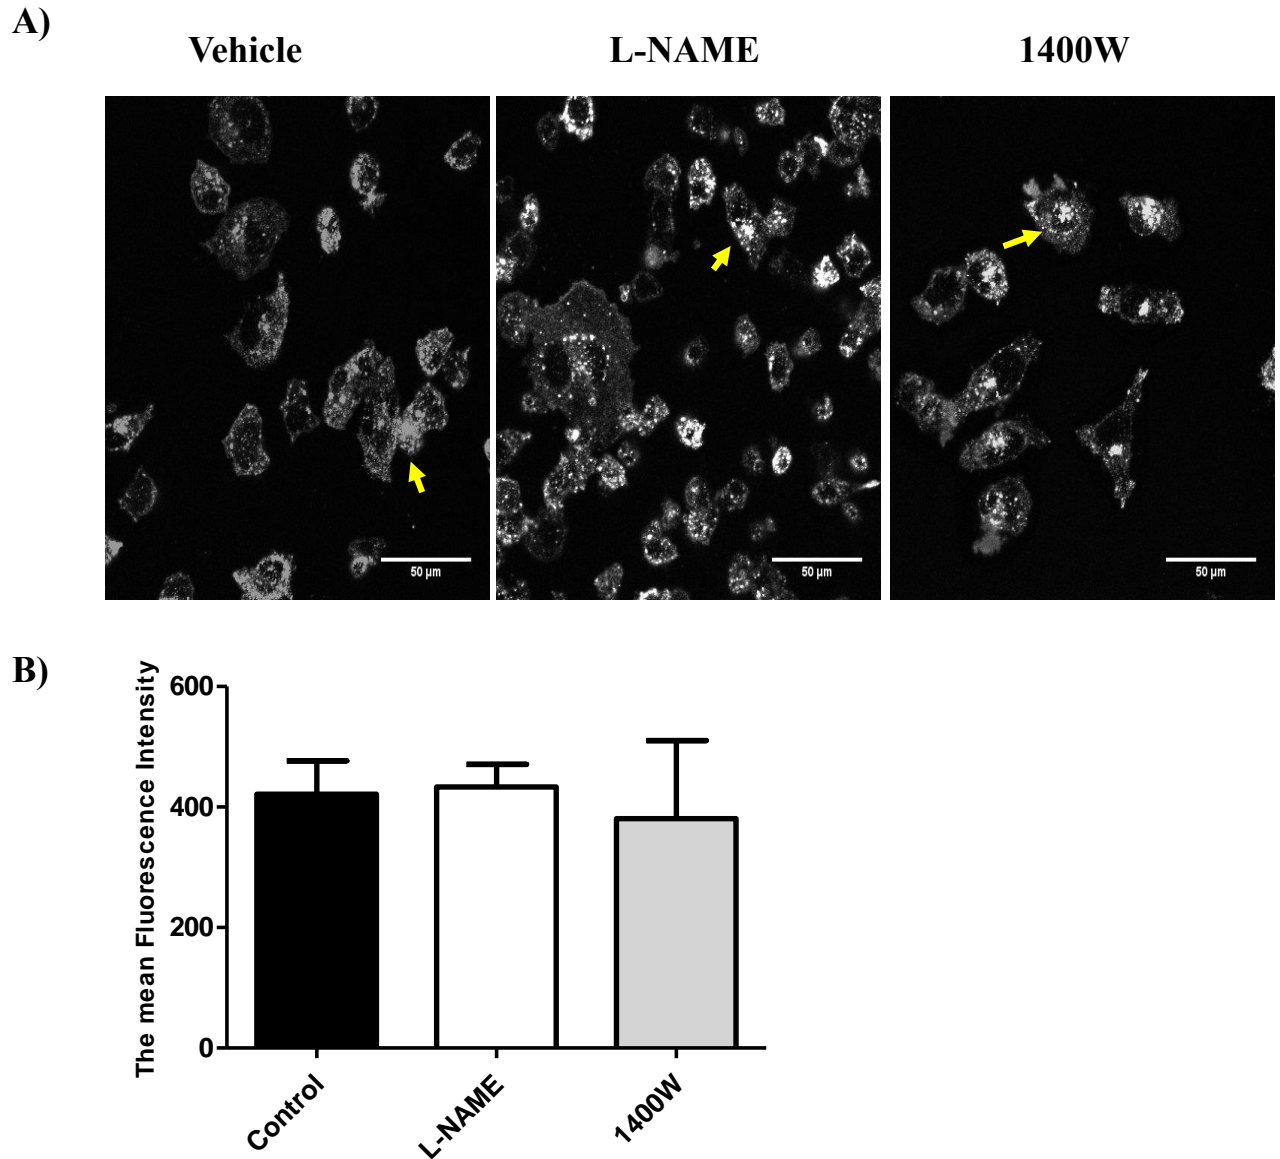 A)
Vehicle
L-NAME
1400W
50 µm
50 µm
50 µm
B)
The mean Fluorescence Intensity
600
400
200
0
Control
L-NAME
1400W